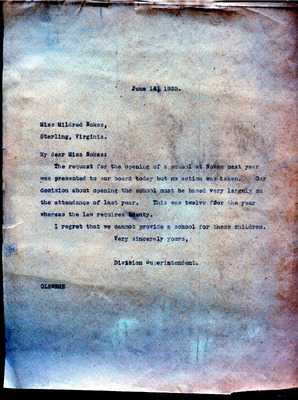 June 14, 1933.
Miss Mildred Nokes,
Sterling, Virginia.
My dear Miss Nokes:
The request for the opening of a school at Nokes next year
was presented to our board today but no action was taken. Our
decision about opening the school must be based very largely on
the attendance of last year. This was twelve for the year
whereas the law requires twenty.
I regret that we cannot provide a school for these children.
Very sincerely yours,
Division Superintendent.